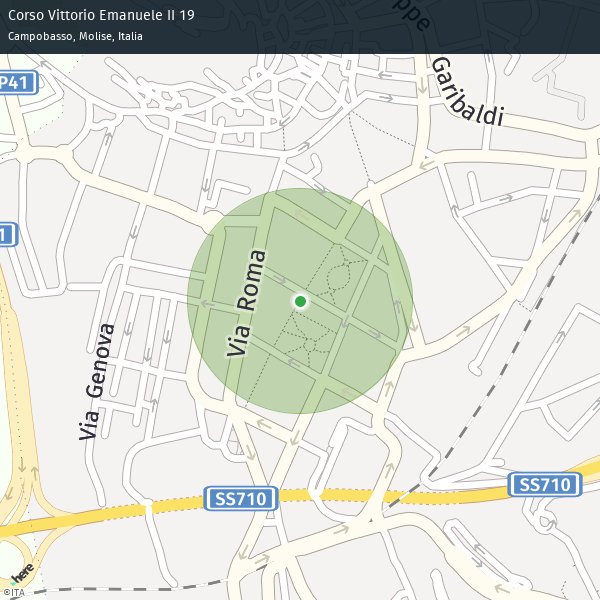 Corso Vittorio Emanuele II 19
Campobasso, Molise, Italia
Garibaldi
P41
1
Via Roma
Via Genova
SS710
SS710
here
©ITA